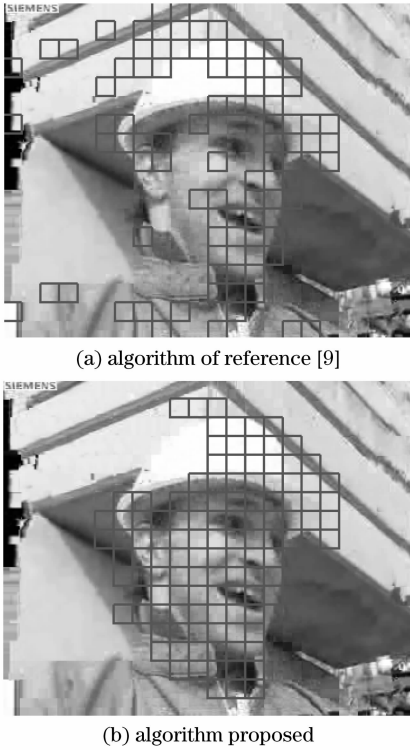 SIEMENS
(a) algorithm of reference [9]
SIEMENS
(b) algorithm proposed